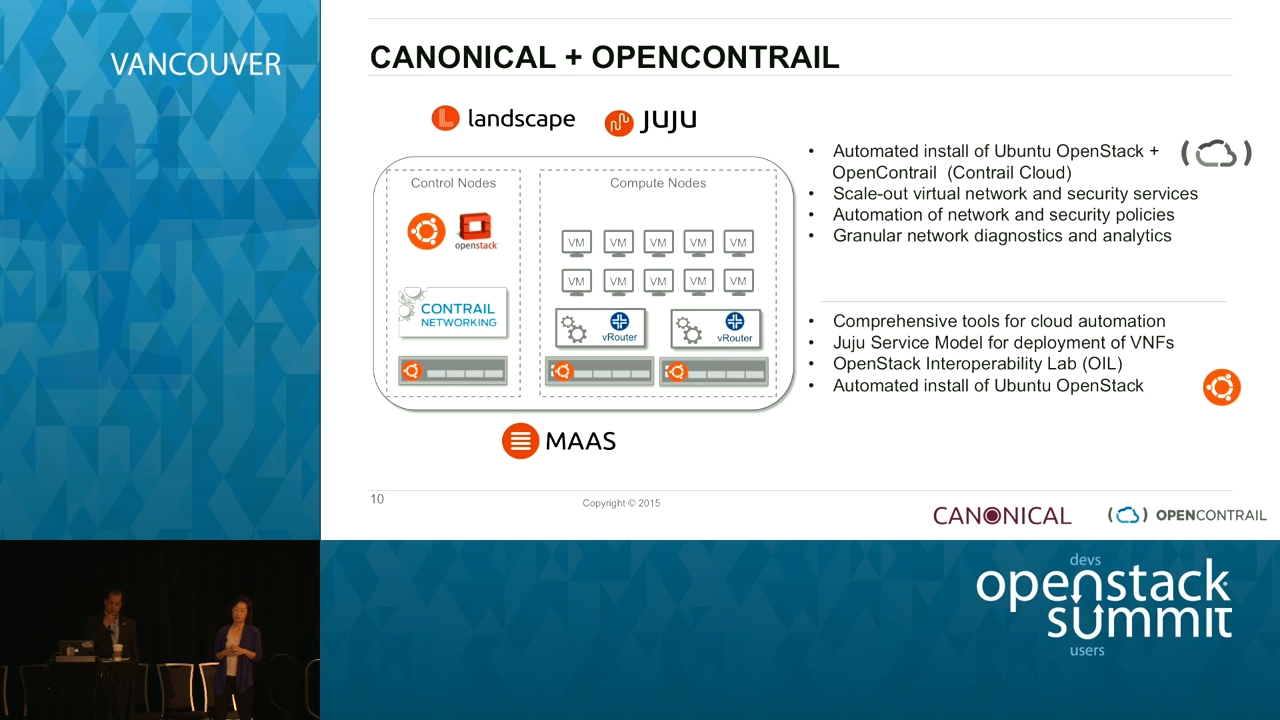 VANCOUVER
CANONICAL + OPENCONTRAIL
landscape
JUJU
Control Nodes
openstack
CONTRAIL
NETWORKING
Compute Nodes
VM VM VM VM VM
VM VM VM VM VM
vRouter
vRouter
MAAS
• Automated install of Ubuntu OpenStack +
OpenContrail (Contrail Cloud)
• Scale-out virtual network and security services
• Automation of network and security policies
• Granular network diagnostics and analytics
• Comprehensive tools for cloud automation
• Juju Service Model for deployment of VNFs
• OpenStack Interoperability Lab (OIL)
• Automated install of Ubuntu OpenStack
10
Copyright © 2015
CANONICAL
OPENCONTRAIL
devs
openstack
summit
users